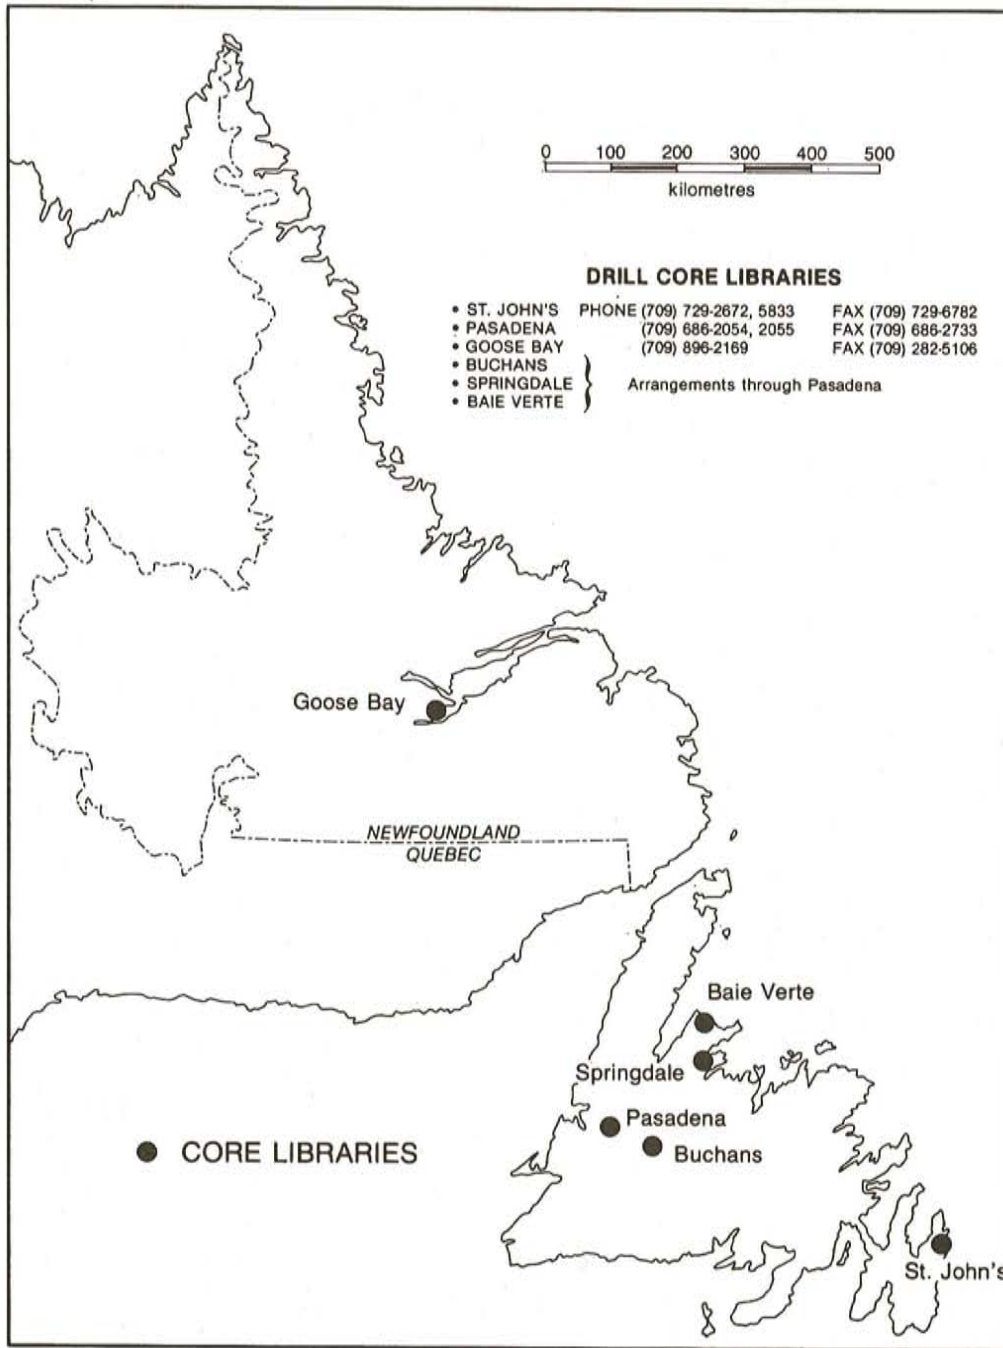 0 100 200 300 400 500
kilometres
DRILL CORE LIBRARIES
• ST. JOHN'S PHONE (709) 729-2672, 5833 FAX (709) 729-6782
• PASADENA (709) 686-2054, 2055 FAX (709) 686-2733
• GOOSE BAY (709) 896-2169 FAX (709) 282-5106
• BUCHANS
• SPRINGDALE } Arrangements through Pasadena
• BAIE VERTE
Goose Bay
NEWFOUNDLAND
QUEBEC
Baie Verte
Springdale
Pasadena
Buchans
CORE LIBRARIES
St. John's